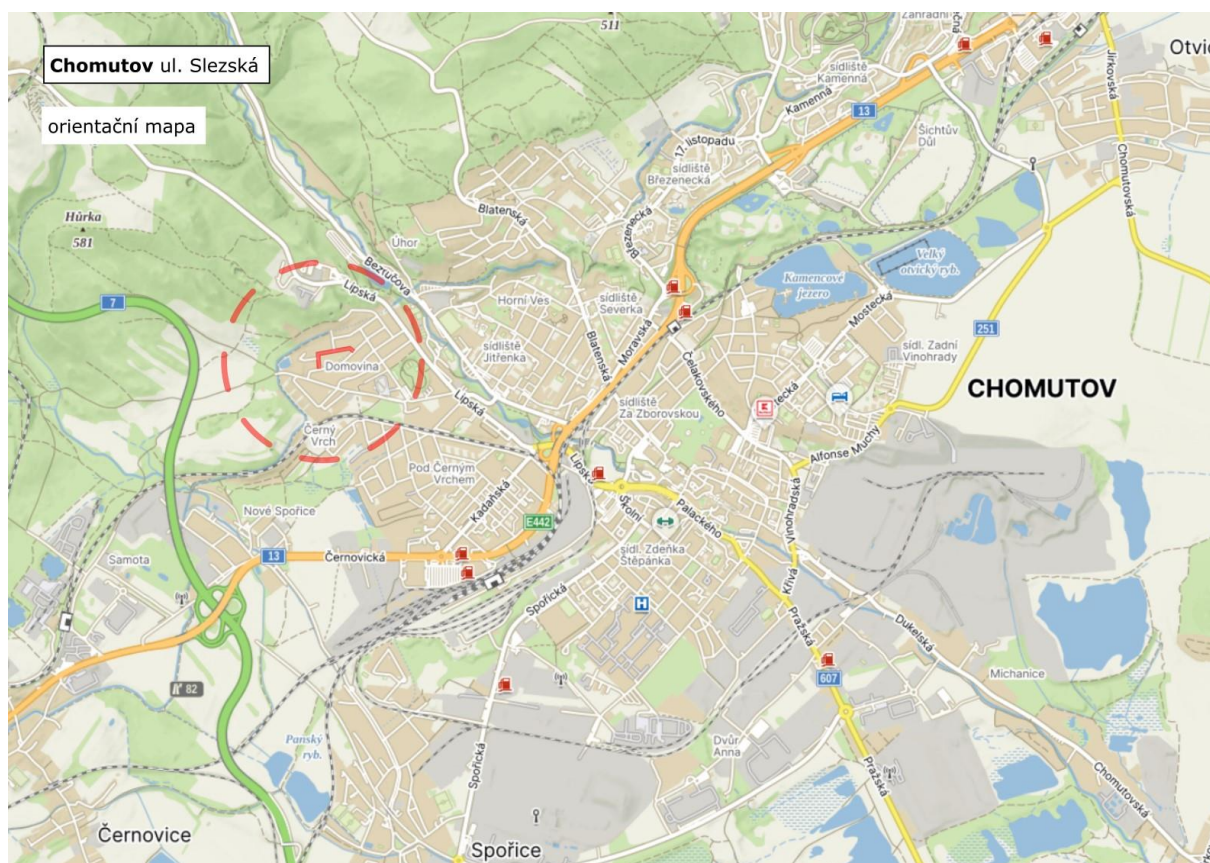 Chomutov ul. Slezská
orientační mapa
511
Zahradní
Otvic
sídliště
Kamenná
Kamenná
13
Jirkovská
17. listopadu
Šichtův
Důl
sídliště
Březenecká
Chomutovská
Hůrka
581
Blatenská
Březenecká
Úhor
Bezručova
Lipská
Velký
otvický ryb.
Kamencové
jezero
7
Horní Ves
sídliště
Severka
Mostecká
251
sídliště
Jitřenka
Blatenská
Moravská
sídl. Zadní
Vinohrady
Domovina
Čelakovského
CHOMUTOV
Lipská
sídliště
Za Zborovskou
E
Černý
Vrch
Alfonse Muchy
Pod Černým
Vrchem
Lipská
Kadaňská
Školní
Palackého
Vinohradská
Nové Spořice
E442
13
Černovická
Samota
sídl. Zdeňka
Štěpánka
Křivá
Spořická
H
Pražská
Dukelská
82
Michanice
607
Panský
ryb.
Dvůr
Anna
Spořická
Pražská
Chomutovská
Černovice
Spořice